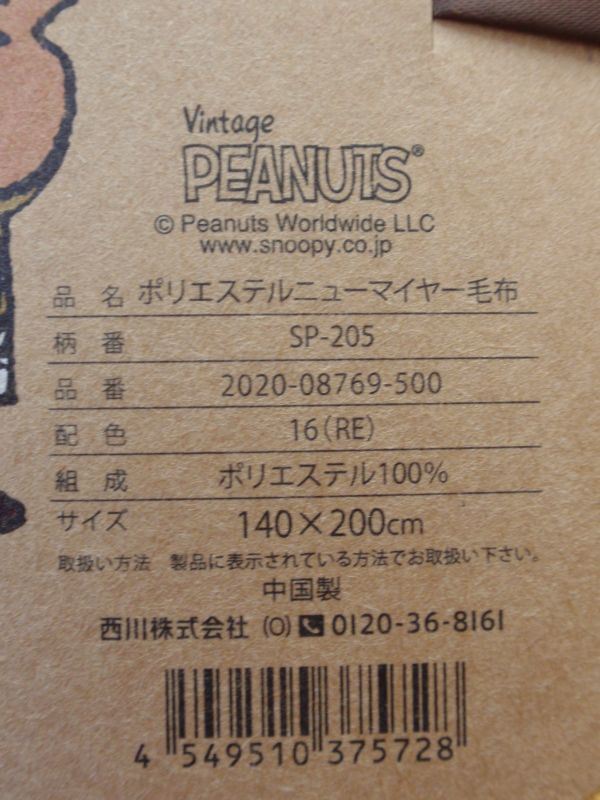 Vintage
PEANUTS®
© Peanuts Worldwide LLC
www.snoopy.co.jp
品 名 ポリエステルニューマイヤー毛布
柄 番 SP-205
品 番 2020-08769-500
配 色 16(RE)
組 成 ポリエステル100%
サイズ 140×200cm
取扱い方法 製品に表示されている方法でお取扱い下さい。
中国製
西川株式会社 (O) 0120-36-8161
4 549510 375728